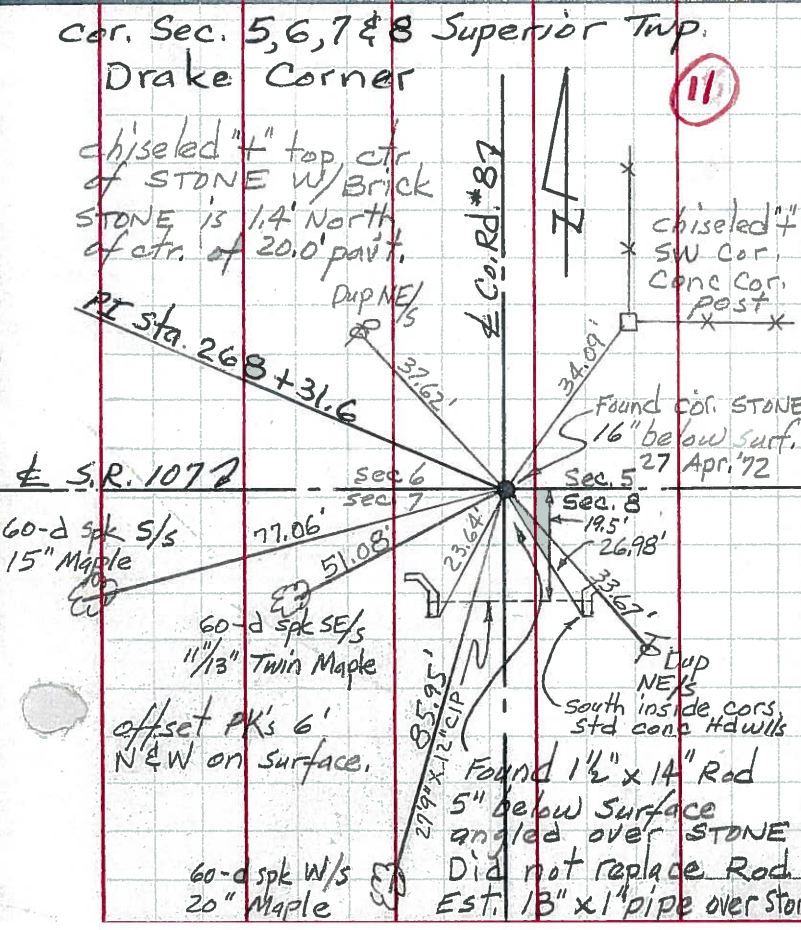 cor. Sec. 5,6,7 & 8 Superior Twp.
Drake Corner
11
chiseled "+" top, ctr
of STONE W/Brick
STONE is 1.4' North
of ctr. of 20.0' pav't.
℄ Co. Rd. #87
N
chiseled "+"
SW Cor.
Conc Cor.
post
Dup NE/s
PI sta. 268+31.6
37.62'
34.09'
Found cor. STONE
16" below surf.
27 Apr. '72
℄ S.R. 107
sec. 6
sec. 7
Sec. 5
Sec. 8
19.5'
26.98'
60-d spk S/s
15" Maple
77.06'
51.08'
23.64'
33.67'
60-d spk SE/s
11"/13" Twin Maple
Dup
NE/s
South inside cors.
Std conc Hdwlls
offset PK's 6'
N & W on surface.
85.95'
27'9" x 12" CIP
Found 1½" x 14" Rod
5" below Surface
angled over STONE
Did not replace Rod
Est. 13" x 1" pipe over
60-d spk W/s
20" Maple